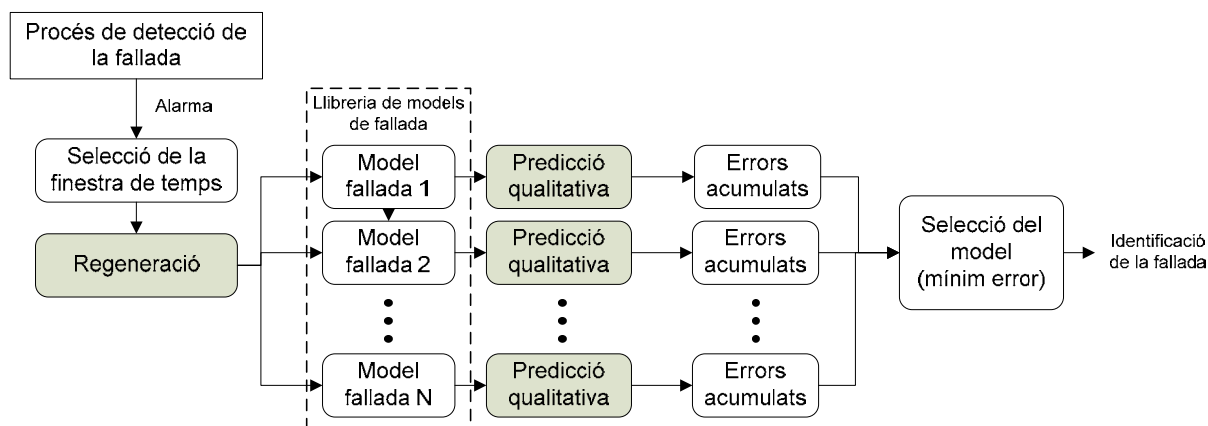 Procés de detecció de
la fallada
Alarma
Selecció de la
finestra de temps
Regeneració
Llibreria de models
de fallada
Model
fallada 1
Predicció
qualitativa
Errors
acumulats
Model
fallada 2
Predicció
qualitativa
Errors
acumulats
Model
fallada N
Predicció
qualitativa
Errors
acumulats
Selecció del
model
(mínim error)
Identificació
de la fallada